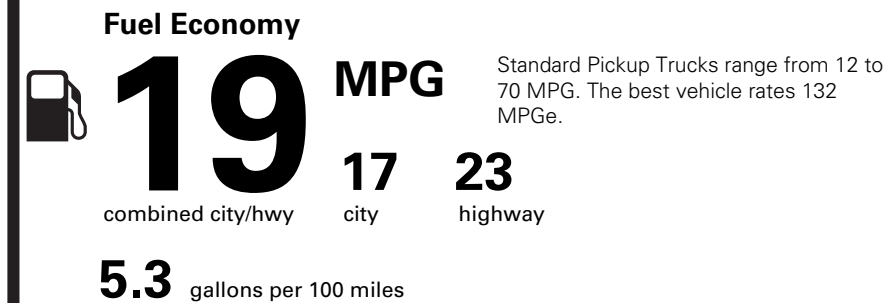 Fuel Economy
19 MPG
Standard Pickup Trucks range from 12 to
70 MPG. The best vehicle rates 132
MPGe.
17 23
combined city/hwy city highway
5.3 gallons per 100 miles